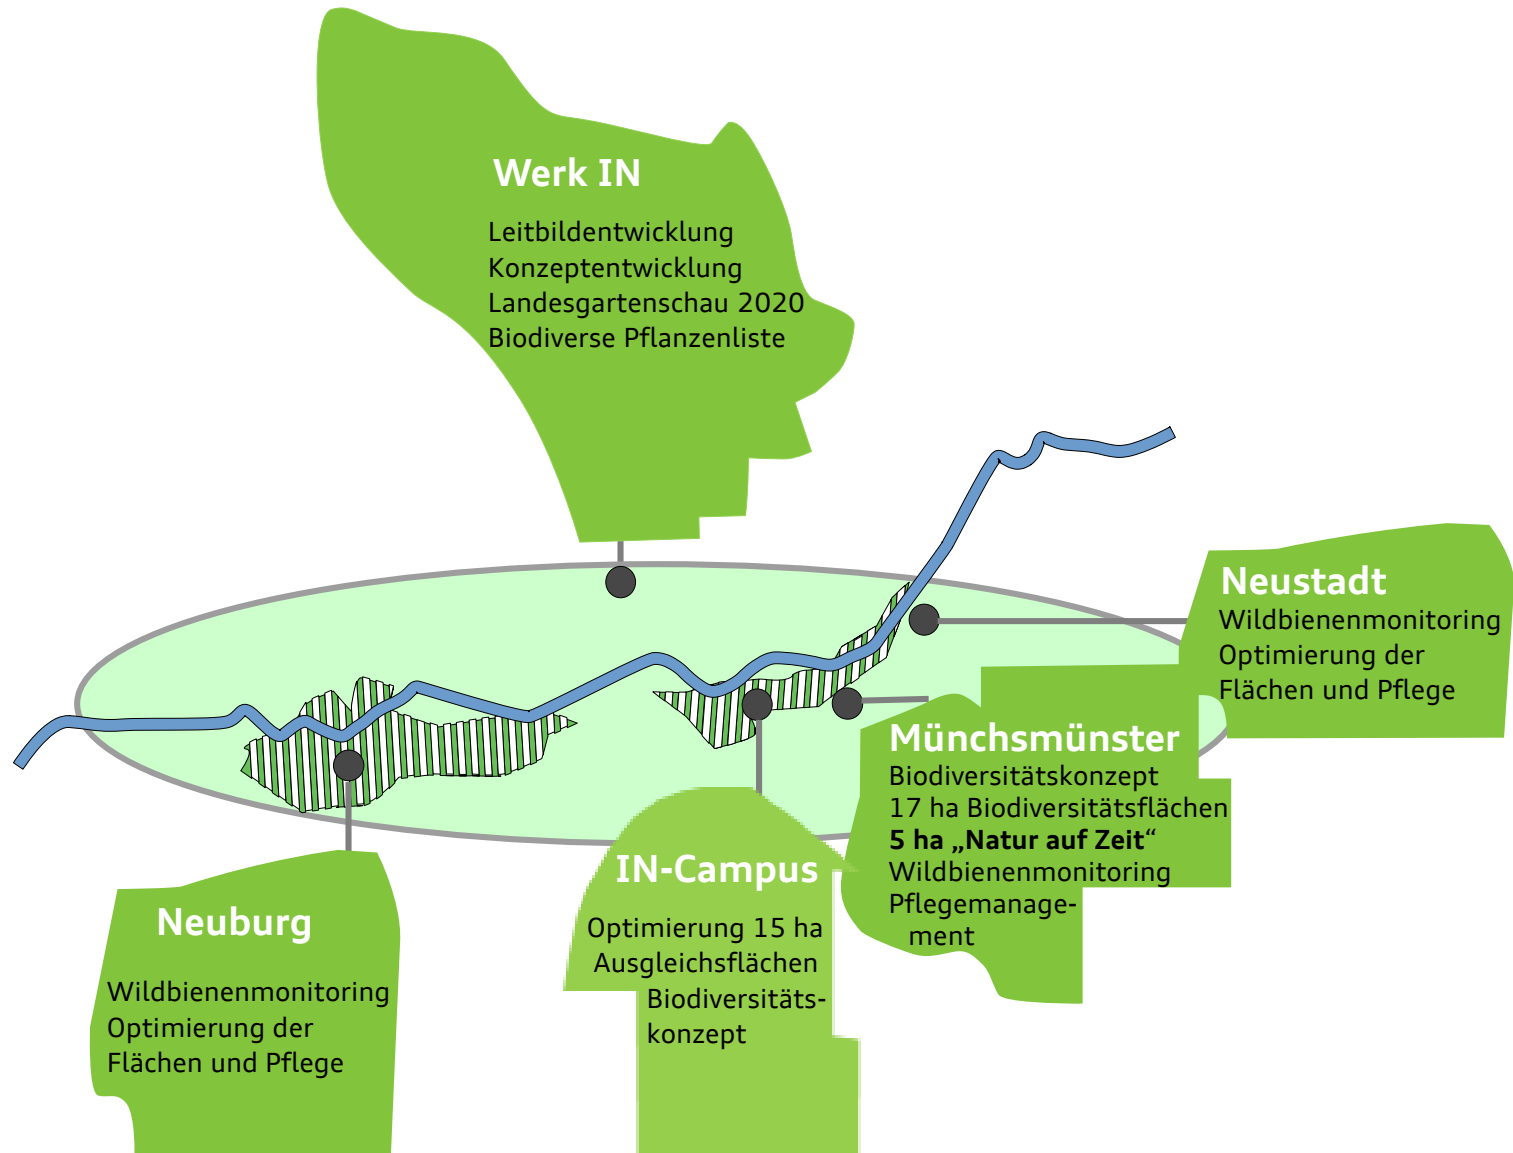 Werk IN
Leitbildentwicklung
Konzeptentwicklung
Landesgartenschau 2020
Biodiverse Pflanzenliste
Neustadt
Wildbienenmonitoring
Optimierung der
Flächen und Pflege
Münchsmünster
Biodiversitätskonzept
17 ha Biodiversitätsflächen
5 ha „Natur auf Zeit“
Wildbienenmonitoring
Pflegemanage-
ment
IN-Campus
Optimierung 15 ha
Ausgleichsflächen
Biodiversitäts-
konzept
Neuburg
Wildbienenmonitoring
Optimierung der
Flächen und Pflege